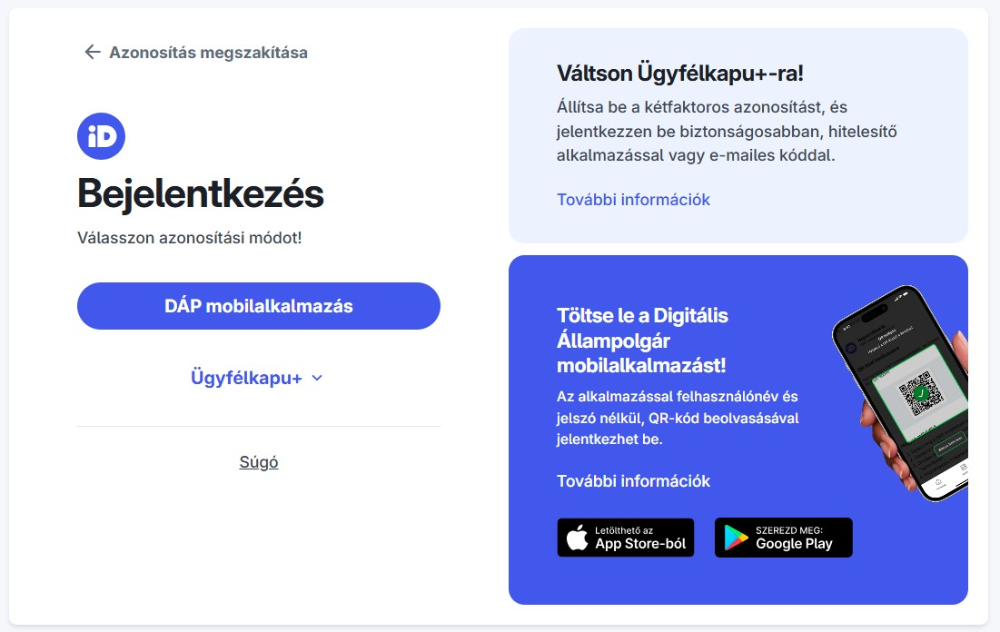 Azonosítás megszakítása
iD
Bejelentkezés
Válasszon azonosítási módot!
DÁP mobilalkalmazás
Ügyfélkapu+
Súgó
Váltson Ügyfélkapu+-ra!
Állítsa be a kétfaktoros azonosítást, és
jelentkezzen be biztonságosabban, hitelesítő
alkalmazással vagy e-mailes kóddal.
További információk
Töltse le a Digitális
Állampolgár
mobilalkalmazást!
Az alkalmazással felhasználónév és
jelszó nélkül, QR-kód beolvasásával
jelentkezhet be.
További információk
Letölthető az
App Store-ból
SZEREZD MEG:
Google Play